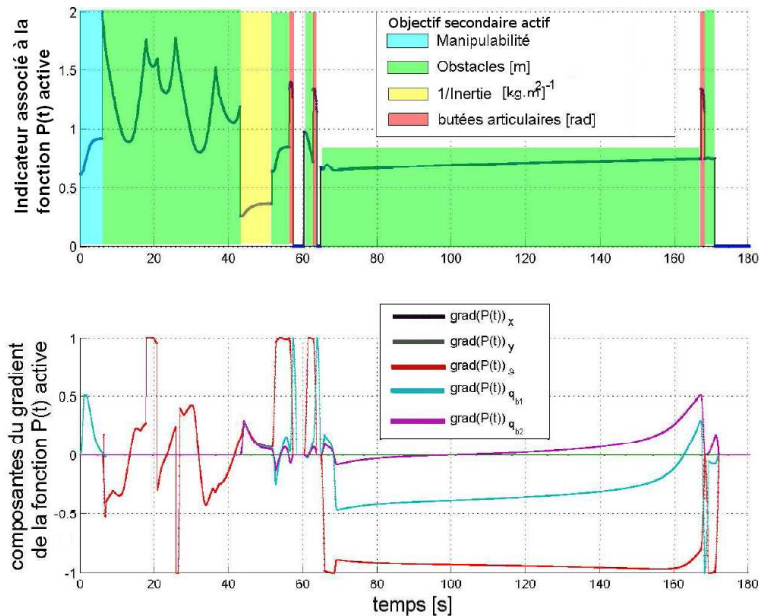 Indicateur associé à la
fonction P(t) active
2
1.5
1
0.5
0
Objectif secondaire actif
Manipulabilité
Obstacles [m]
1/Inertie [kg.m²]⁻¹
butées articulaires [rad]
0 20 40 60 80 100 120 140 160 180
composantes du gradient
de la fonction P(t) active
1
0.5
0
-0.5
-1
grad(P(t)) x
grad(P(t)) y
grad(P(t)) ϑ
grad(P(t)) q b1
grad(P(t)) q b2
0 20 40 60 80 100 120 140 160 180
temps [s]